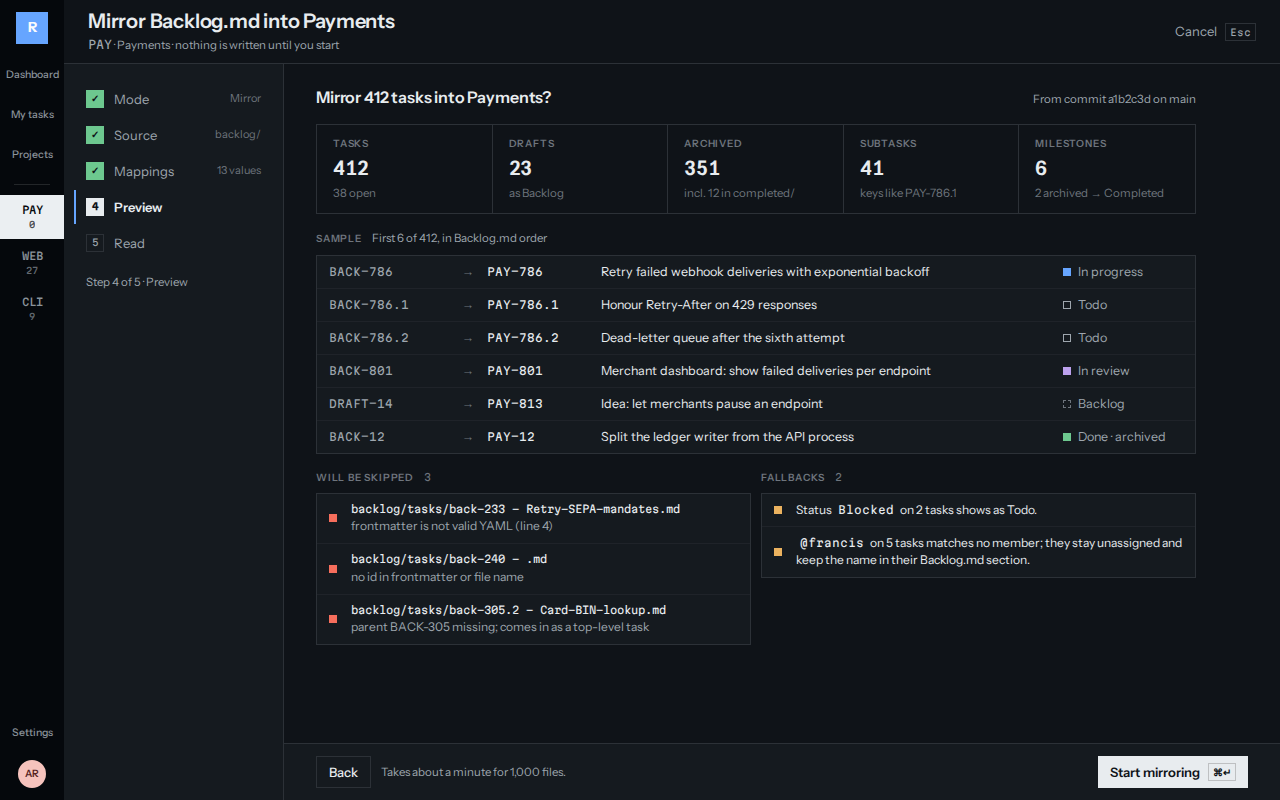 R
Mirror Backlog.md into Payments
PAY · Payments · nothing is written until you start
Cancel Esc
Dashboard
My tasks
Projects
PAY
0
WEB
27
CLI
9
Settings
AR
✓ Mode Mirror
✓ Source backlog/
✓ Mappings 13 values
4 Preview
5 Read
Step 4 of 5 · Preview
Mirror 412 tasks into Payments?
From commit a1b2c3d on main
TASKS
412
38 open
DRAFTS
23
as Backlog
ARCHIVED
351
incl. 12 in completed/
SUBTASKS
41
keys like PAY-786.1
MILESTONES
6
2 archived → Completed
SAMPLE First 6 of 412, in Backlog.md order
BACK-786 → PAY-786 Retry failed webhook deliveries with exponential backoff In progress
BACK-786.1 → PAY-786.1 Honour Retry-After on 429 responses Todo
BACK-786.2 → PAY-786.2 Dead-letter queue after the sixth attempt Todo
BACK-801 → PAY-801 Merchant dashboard: show failed deliveries per endpoint In review
DRAFT-14 → PAY-813 Idea: let merchants pause an endpoint Backlog
BACK-12 → PAY-12 Split the ledger writer from the API process Done · archived
WILL BE SKIPPED 3
backlog/tasks/back-233 - Retry-SEPA-mandates.md
frontmatter is not valid YAML (line 4)
backlog/tasks/back-240 - .md
no id in frontmatter or file name
backlog/tasks/back-305.2 - Card-BIN-lookup.md
parent BACK-305 missing; comes in as a top-level task
FALLBACKS 2
Status Blocked on 2 tasks shows as Todo.
@francis on 5 tasks matches no member; they stay unassigned and
keep the name in their Backlog.md section.
Back
Takes about a minute for 1,000 files.
Start mirroring ⌘↵